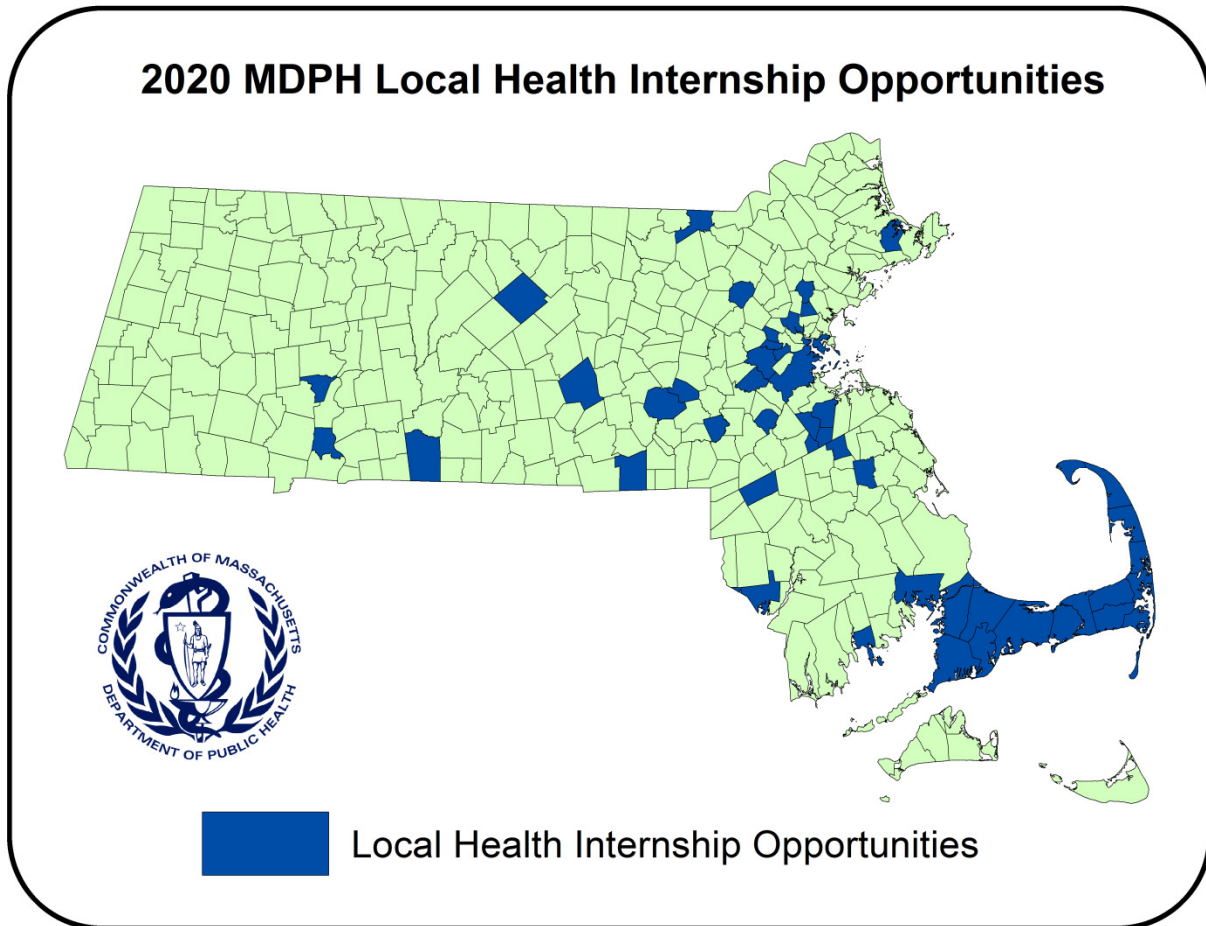 2020 MDPH Local Health Internship Opportunities
COMMONWEALTH OF MASSACHUSETTS
DEPARTMENT OF PUBLIC HEALTH
Local Health Internship Opportunities